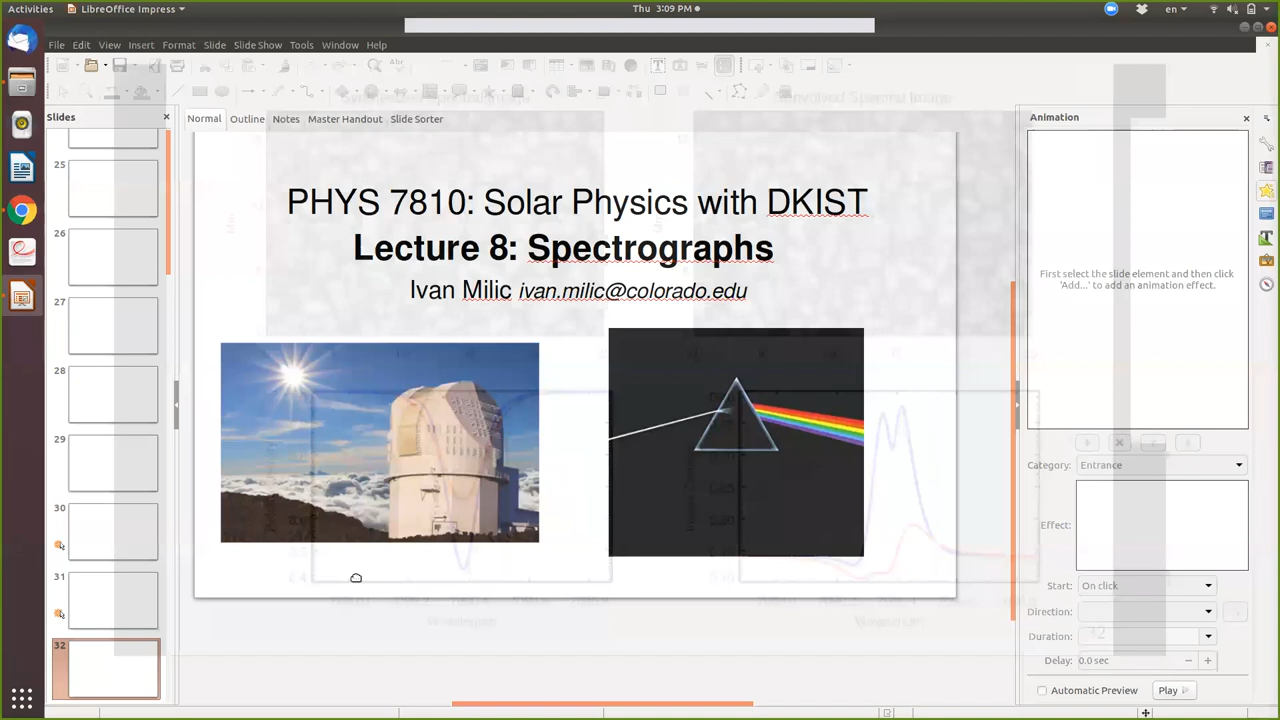 Activities LibreOffice Impress Thu 3:09 PM en
File Edit View Insert Format Slide Slide Show Tools Window Help
Slides
Normal Outline Notes Master Handout Slide Sorter
Animation
25
26
27
28
29
30
31
32
PHYS 7810: Solar Physics with DKIST
Lecture 8: Spectrographs
Ivan Milic ivan.milic@colorado.edu
First select the slide element and then click
'Add...' to add an animation effect.
Category: Entrance
Effect:
Start: On click
Direction:
Duration:
Delay: 0.0 sec
Automatic Preview Play